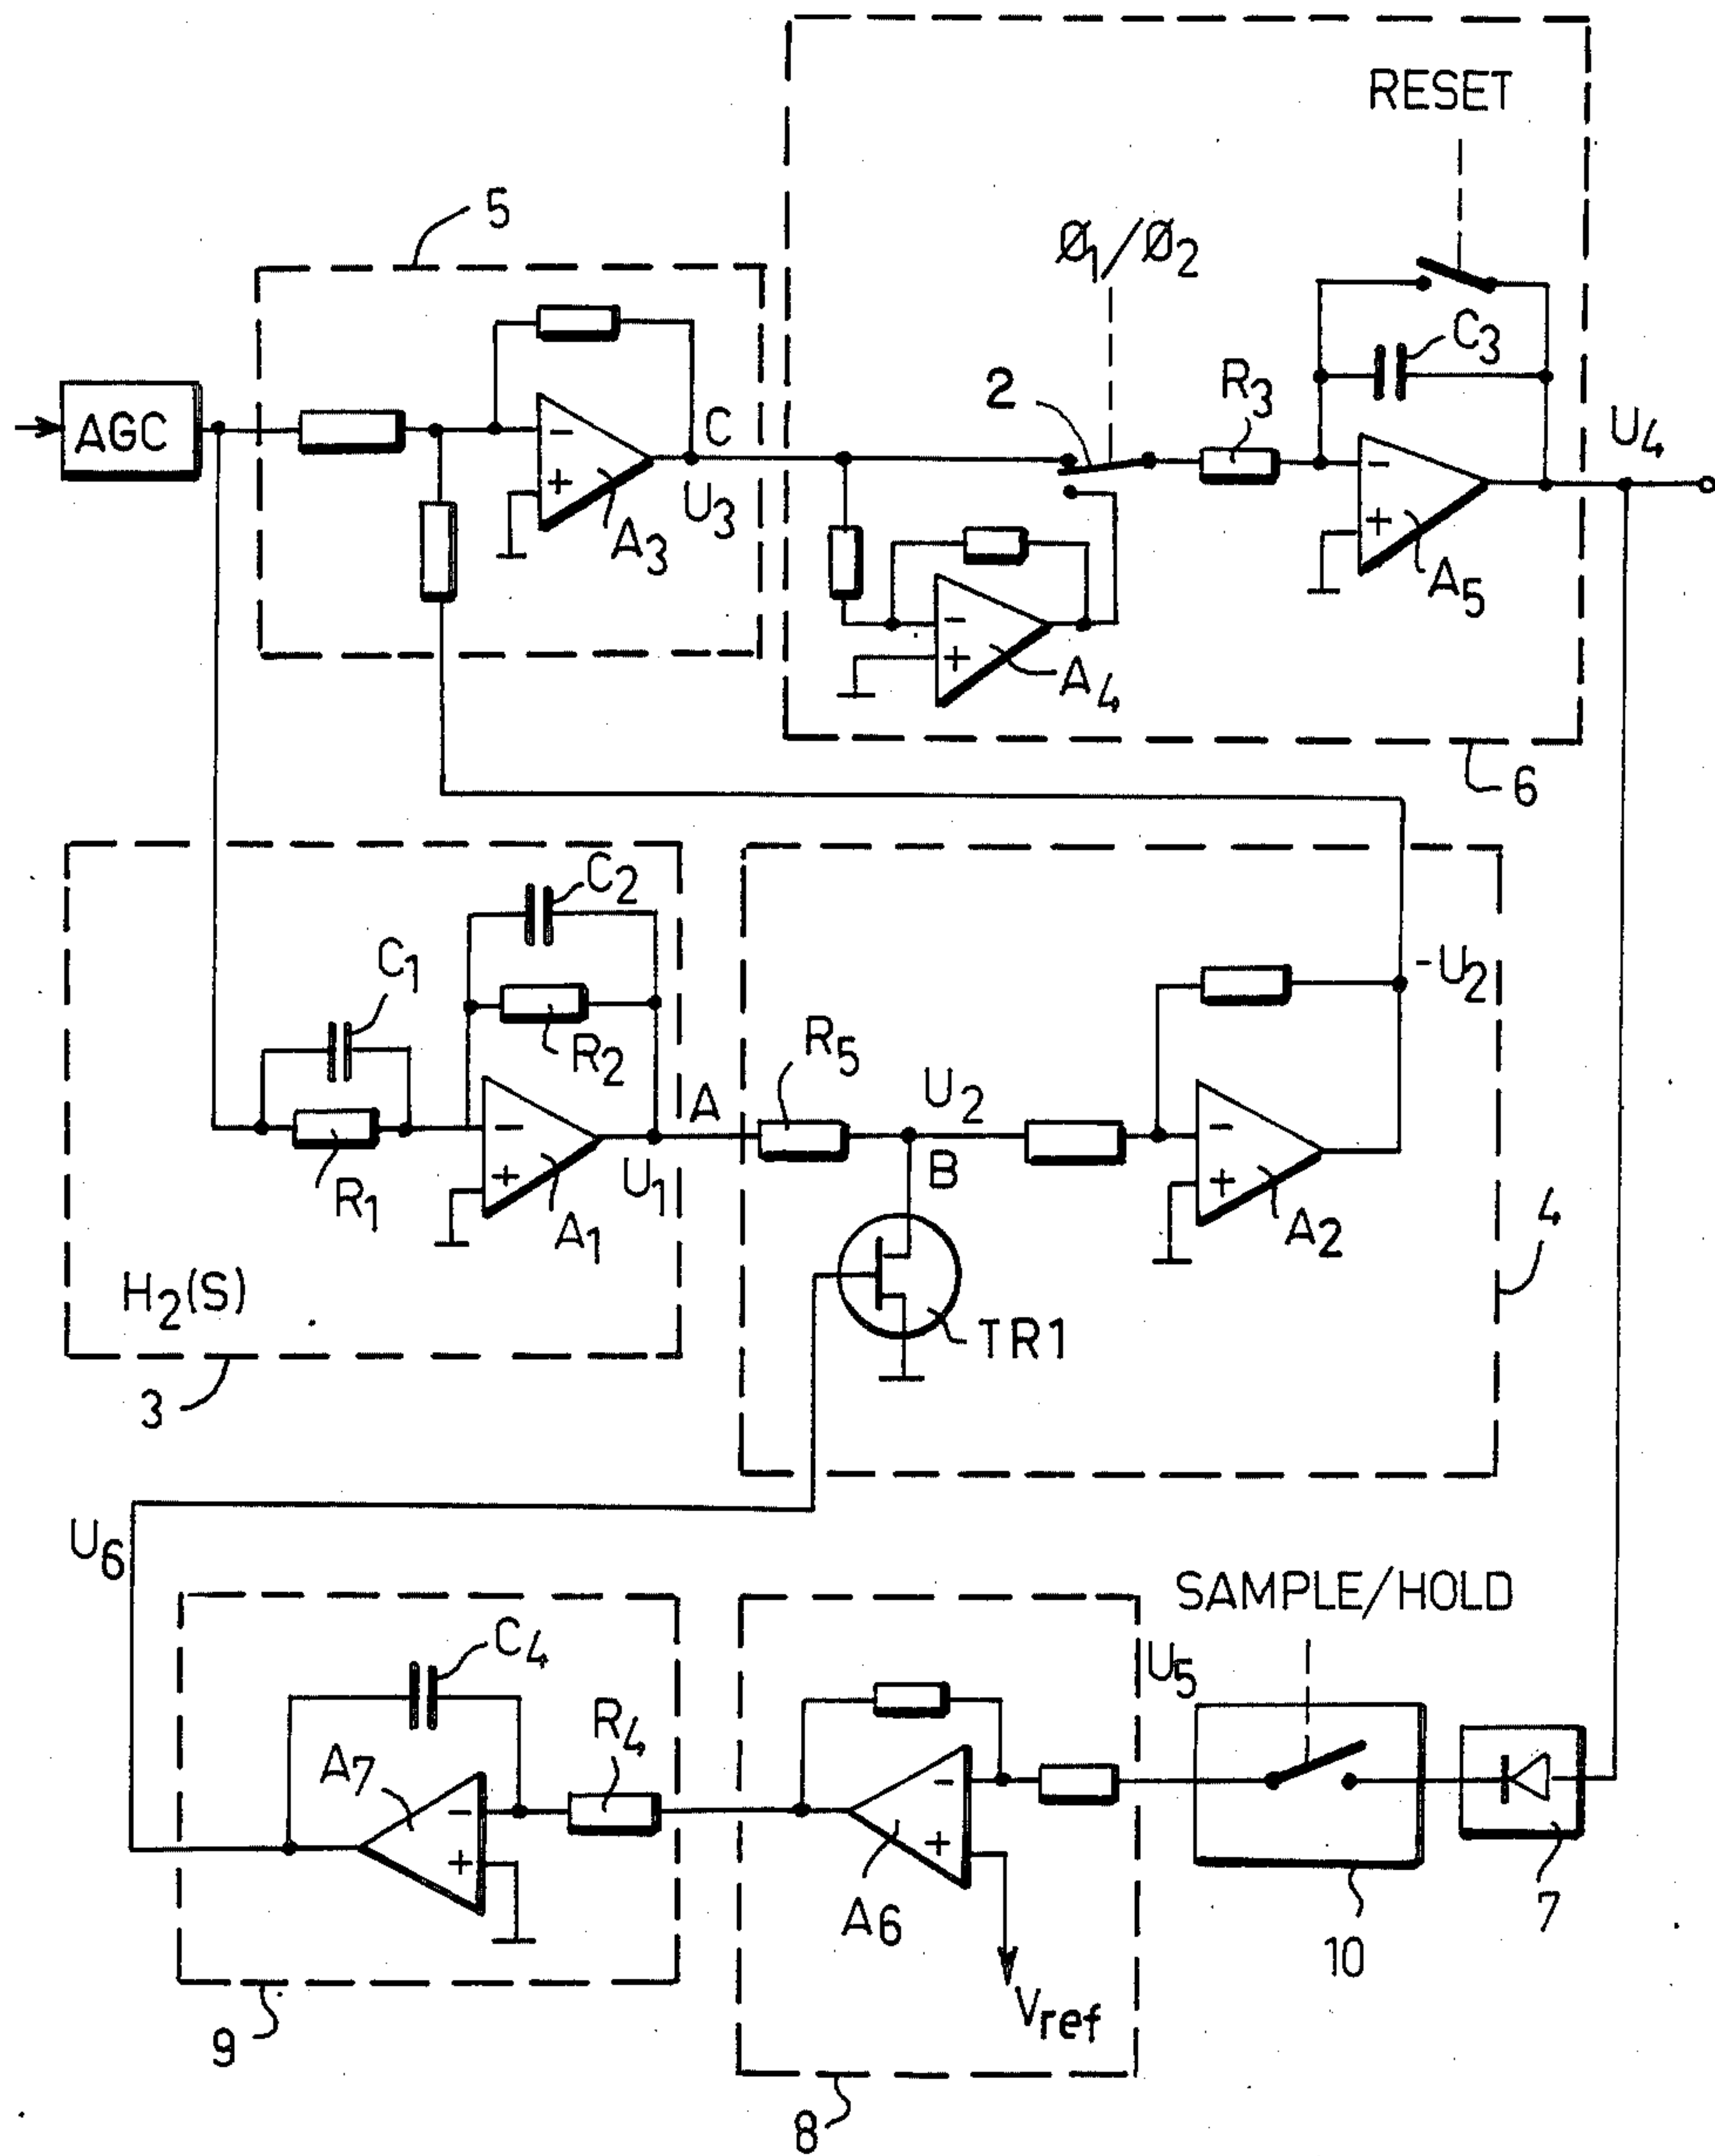 RESET
5
Ø1/Ø2
C3
2
R3
AGC
C
U4
U3
A3
A5
A4
6
C2
C1
R2
R5
-U2
A
U2
B
R1
A1
U1
A2
4
H2(S)
TR1
3
U6
SAMPLE/HOLD
U5
C4
R4
A7
A6
7
10
Vref
9
8
-
+
-
+
-
+
-
+
-
+
-
+
-
+